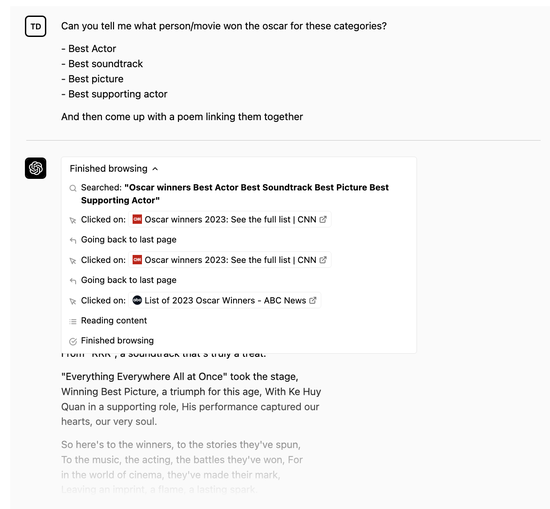 TD
Can you tell me what person/movie won the oscar for these categories?
- Best Actor
- Best soundtrack
- Best picture
- Best supporting actor
And then come up with a poem linking them together
Finished browsing
Searched: "Oscar winners Best Actor Best Soundtrack Best Picture Best
Supporting Actor"
Clicked on: CNN Oscar winners 2023: See the full list | CNN
Going back to last page
Clicked on: CNN Oscar winners 2023: See the full list | CNN
Going back to last page
Clicked on: abc List of 2023 Oscar Winners - ABC News
Reading content
Finished browsing
From "RRR", a soundtrack that's truly a treat.
"Everything Everywhere All at Once" took the stage,
Winning Best Picture, a triumph for this age, With Ke Huy
Quan in a supporting role, His performance captured our
hearts, our very soul.
So here's to the winners, to the stories they've spun,
To the music, the acting, the battles they've won, For
in the world of cinema, they've made their mark,
Leaving an imprint, a flame, a lasting spark.